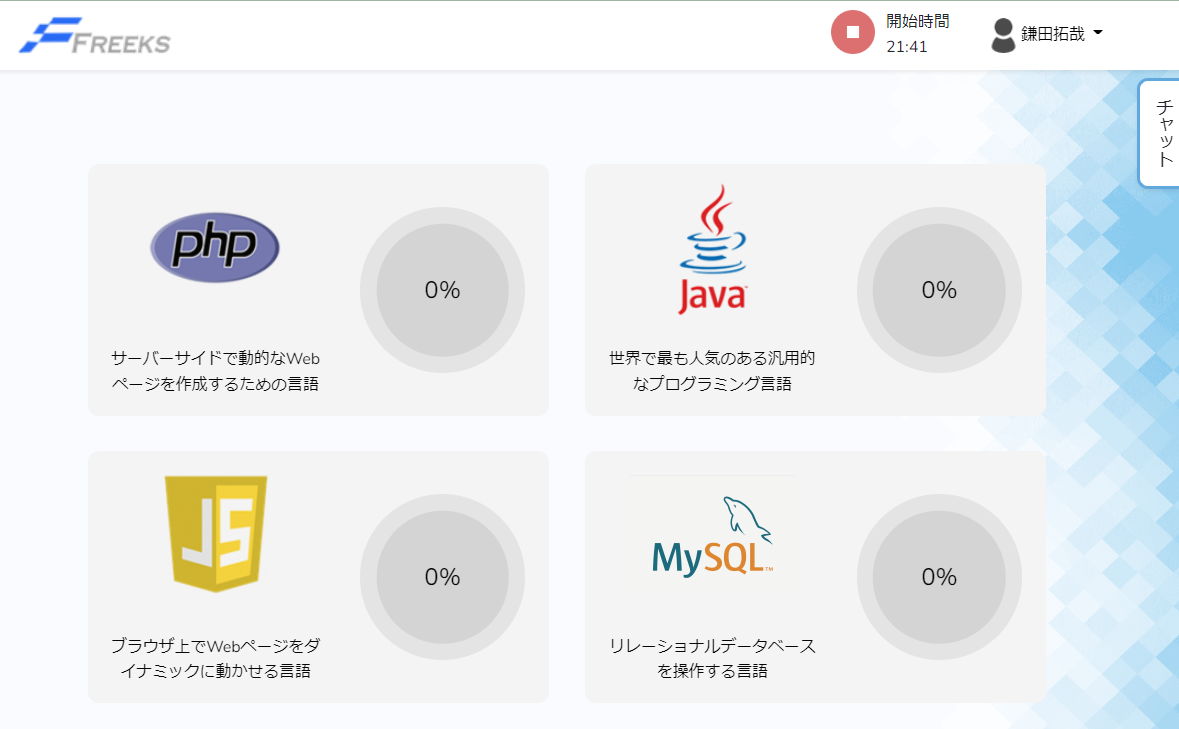 FREEKS
開始時間
21:41
鎌田拓哉
チャット
php
0%
サーバーサイドで動的なWeb
ページを作成するための言語
Java
0%
世界で最も人気のある汎用的
なプログラミング言語
JS
0%
ブラウザ上でWebページをダ
イナミックに動かせる言語
MySQL™
0%
リレーショナルデータベース
を操作する言語